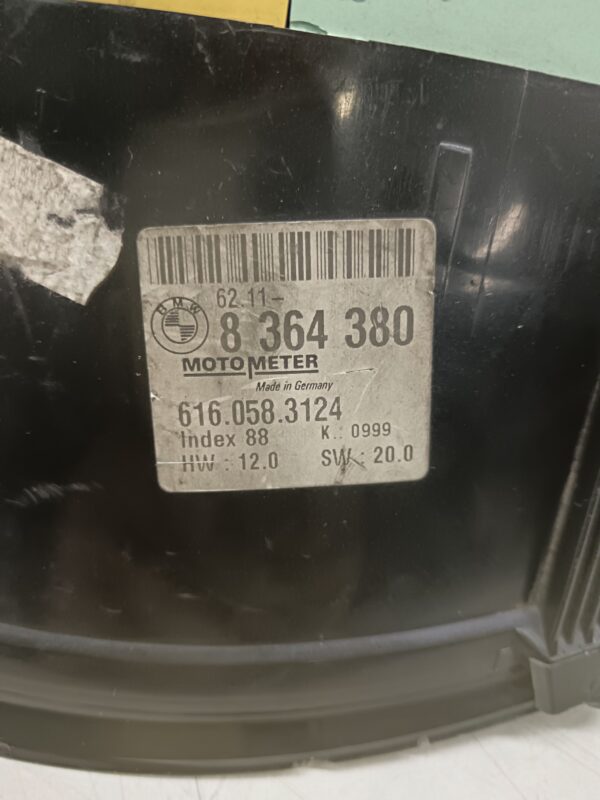 62.11-
BMW
8 364 380
MOTOMETER
Made in Germany
616.058.3124
Index 88 K.: 0999
HW : 12.0 SW : 20.0